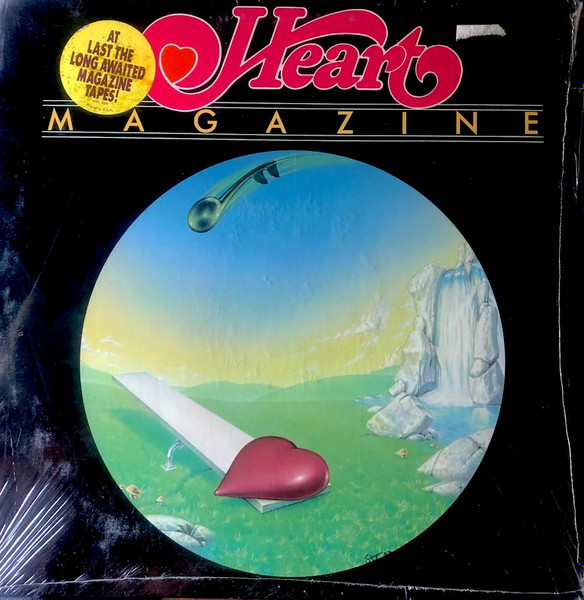 AT
LAST THE
LONG AWAITED
MAGAZINE
TAPES!
Heart
MAGAZINE